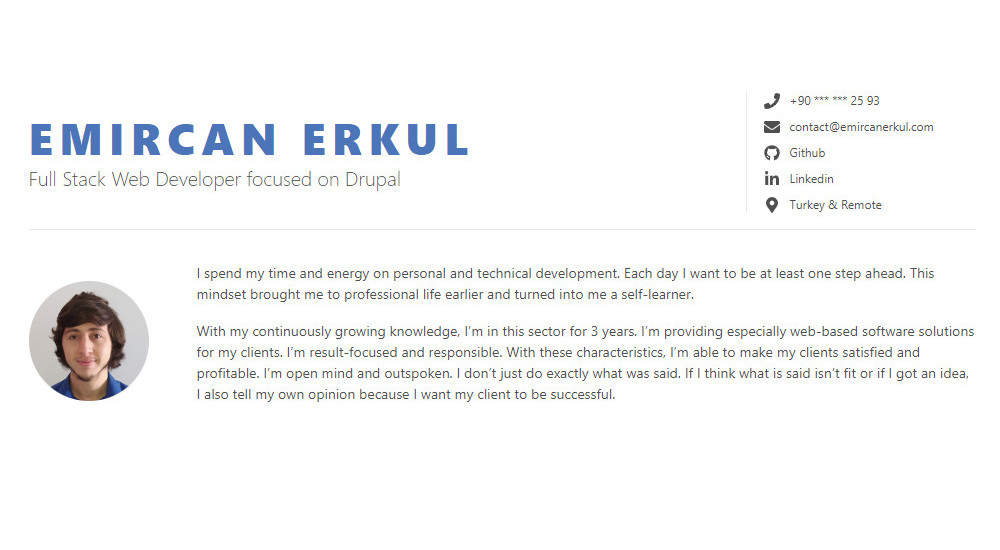 EMIRCAN ERKUL
Full Stack Web Developer focused on Drupal
+90 *** *** 25 93
contact@emircanerkul.com
Github
Linkedin
Turkey & Remote
I spend my time and energy on personal and technical development. Each day I want to be at least one step ahead. This
mindset brought me to professional life earlier and turned into me a self-learner.
With my continuously growing knowledge, I’m in this sector for 3 years. I’m providing especially web-based software solutions
for my clients. I’m result-focused and responsible. With these characteristics, I’m able to make my clients satisfied and
profitable. I’m open mind and outspoken. I don’t just do exactly what was said. If I think what is said isn’t fit or if I got an idea,
I also tell my own opinion because I want my client to be successful.